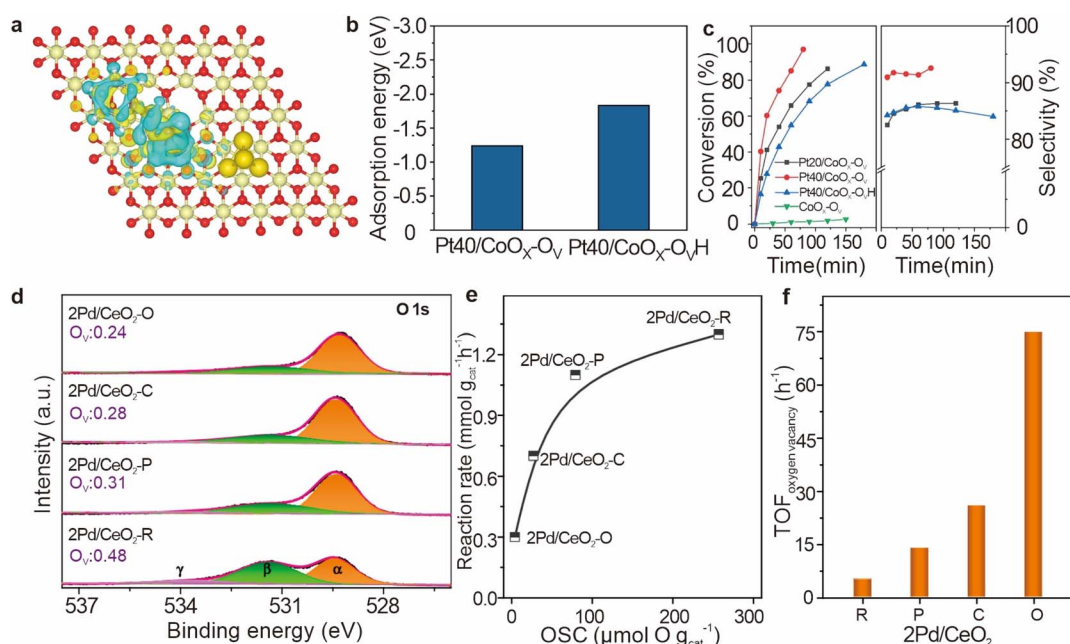 a
b
Adsorption energy (eV)
-3.0
-2.5
-2.0
-1.5
-1.0
-0.5
0
Pt40/CoOX-OV
Pt40/CoOX-OVH
c
Conversion (%)
100
80
60
40
20
0
Pt20/CoOX-OV
Pt40/CoOX-OV
Pt40/CoOX-OVH
CoOX-OV
0 50 100 150
Time(min)
0 50 100 150
Time(min)
100
90
80
0
Selectivity (%)
d
O 1s
2Pd/CeO2-O
OV:0.24
2Pd/CeO2-C
OV:0.28
2Pd/CeO2-P
OV:0.31
2Pd/CeO2-R
OV:0.48
γ
β
α
Intensity (a.u.)
537 534 531 528
Binding energy (eV)
e
Reaction rate (mmol gcat-1h-1)
1.2
0.9
0.6
0.3
0.0
2Pd/CeO2-R
2Pd/CeO2-P
2Pd/CeO2-C
2Pd/CeO2-O
0 100 200 300
OSC (μmol O gcat-1)
f
TOFoxygen vacancy (h-1)
75
60
45
30
15
0
R P C O
2Pd/CeO2